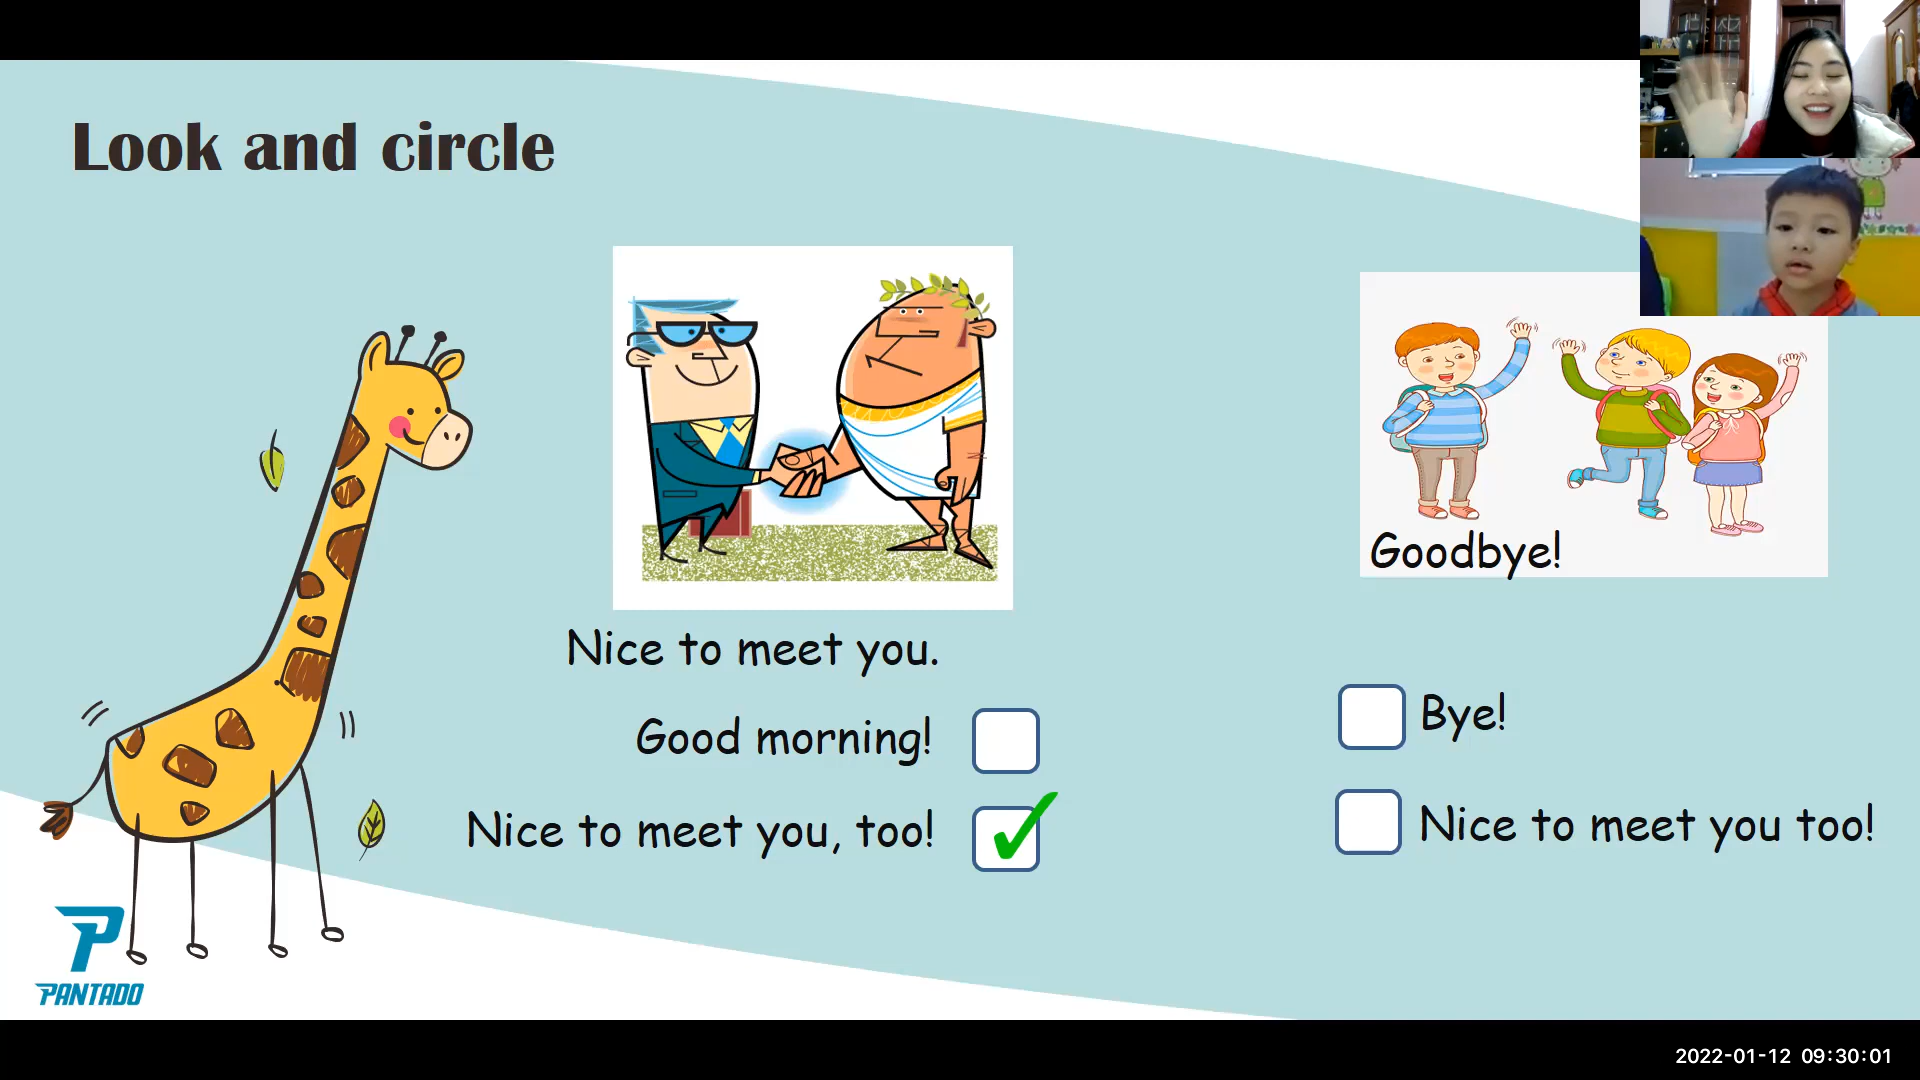 Look and circle
Nice to meet you.
Good morning!
Nice to meet you, too!
Goodbye!
Bye!
Nice to meet you too!
PANTADO
2022-01-12 09:30:01